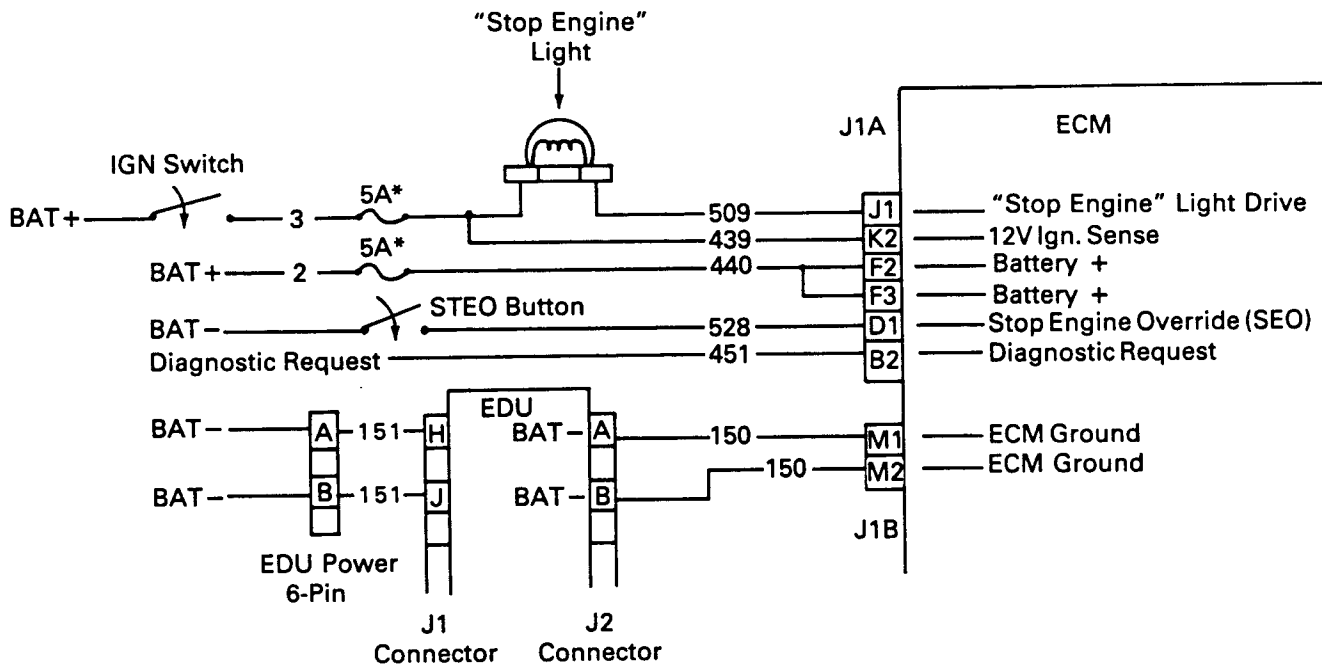 "Stop Engine"
Light
J1A
ECM
IGN Switch
5A*
BAT+
3
509
J1
"Stop Engine" Light Drive
439
K2
12V Ign. Sense
5A*
BAT+
2
440
F2
Battery +
F3
Battery +
STEO Button
BAT−
528
D1
Stop Engine Override (SEO)
Diagnostic Request
451
B2
Diagnostic Request
EDU
BAT−
A
151
H
BAT−
A
150
M1
ECM Ground
150
M2
ECM Ground
BAT−
B
151
J
BAT−
B
J1B
EDU Power
6-Pin
J1
Connector
J2
Connector